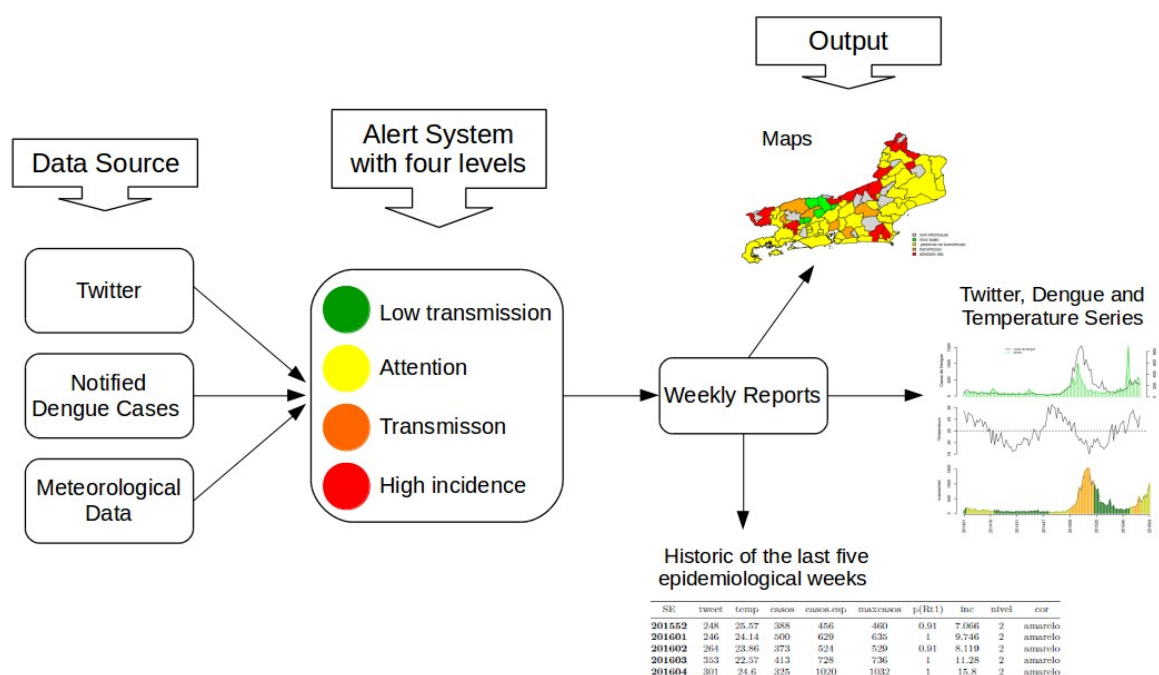 Data Source
Twitter
Notified
Dengue Cases
Meteorological
Data
Alert System
with four levels
Low transmission
Attention
Transmisson
High incidence
Weekly Reports
Output
Maps
Twitter, Dengue and
Temperature Series
Historic of the last five
epidemiological weeks
SE tweet temp casos casos.esp maxcasos p(Rt1) inc nivel cor
201552 248 25.57 388 456 460 0.91 7.066 2 amarelo
201601 246 24.14 500 629 635 1 9.746 2 amarelo
201602 264 23.86 373 524 529 0.91 8.119 2 amarelo
201603 353 22.57 413 728 736 1 11.28 2 amarelo
201604 301 24.6 325 1020 1032 1 15.8 2 amarelo